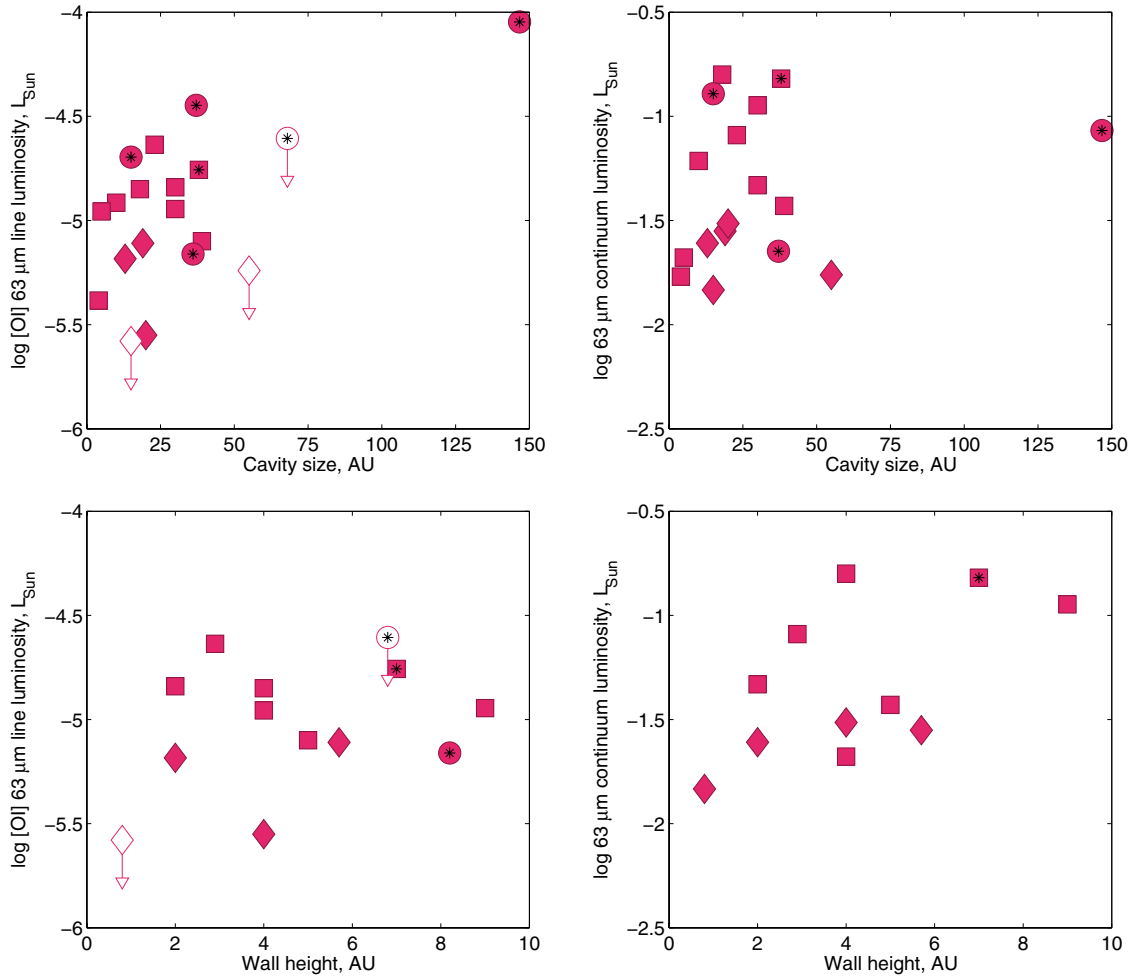 −4
−4.5
−5
−5.5
−6
log [OI] 63 μm line luminosity, L_Sun
0 25 50 75 100 125 150
Cavity size, AU
−0.5
−1
−1.5
−2
−2.5
log 63 μm continuum luminosity, L_Sun
0 25 50 75 100 125 150
Cavity size, AU
−4
−4.5
−5
−5.5
−6
log [OI] 63 μm line luminosity, L_Sun
0 2 4 6 8 10
Wall height, AU
−0.5
−1
−1.5
−2
−2.5
log 63 μm continuum luminosity, L_Sun
0 2 4 6 8 10
Wall height, AU